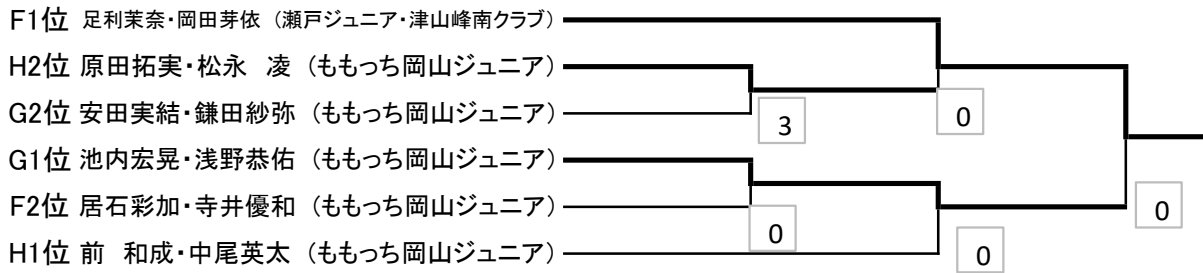 F1位 足利茉奈・岡田芽依 (瀬戸ジュニア・津山峰南クラブ)
H2位 原田拓実・松永　凌 (ももっち岡山ジュニア)
G2位 安田実結・鎌田紗弥 (ももっち岡山ジュニア)
3
0
G1位 池内宏晃・浅野恭佑 (ももっち岡山ジュニア)
F2位 居石彩加・寺井優和 (ももっち岡山ジュニア)
0
0
H1位 前　和成・中尾英太 (ももっち岡山ジュニア)
0